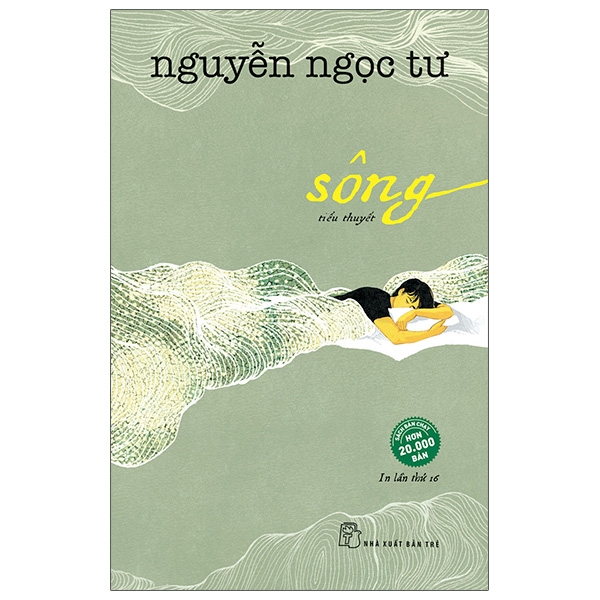 nguyễn ngọc tư
sông
tiểu thuyết
SÁCH BÁN CHẠY
HƠN
20.000
BẢN
In lần thứ 16
NHÀ XUẤT BẢN TRẺ